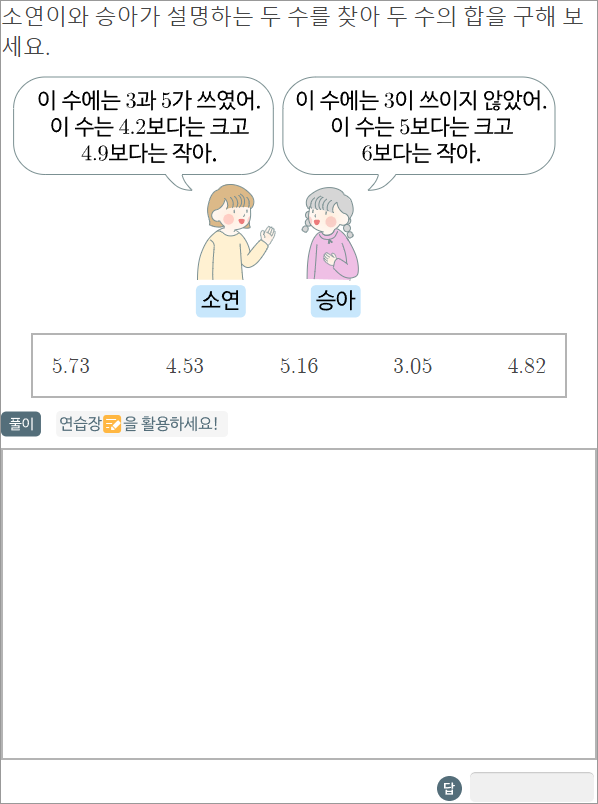 소연이와 승아가 설명하는 두 수를 찾아 두 수의 합을 구해 보
세요.
이 수에는 3과 5가 쓰였어.
이 수는 4.2보다는 크고
4.9보다는 작아.
이 수에는 3이 쓰이지 않았어.
이 수는 5보다는 크고
6보다는 작아.
소연
승아
5.73 4.53 5.16 3.05 4.82
풀이 연습장을 활용하세요!
답